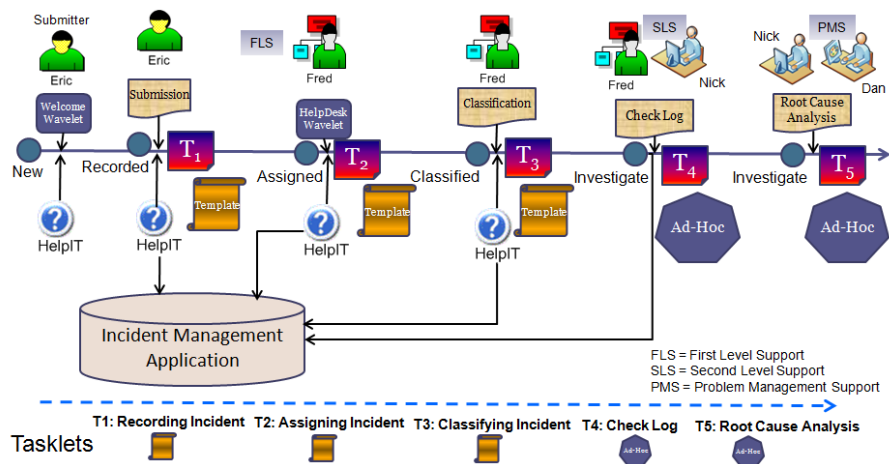 Submitter
Eric
Eric
FLS
Fred
Fred
SLS
Fred
Nick
Nick
PMS
Dan
Welcome
Wavelet
Submission
HelpDesk
Wavelet
Classification
Check Log
Root Cause
Analysis
New
Recorded
T1
Assigned
T2
Classified
T3
Investigate
T4
Investigate
T5
Template
Template
Template
Ad-Hoc
Ad-Hoc
?
HelpIT
?
HelpIT
?
HelpIT
?
HelpIT
Incident Management
Application
FLS = First Level Support
SLS = Second Level Support
PMS = Problem Management Support
Tasklets
T1: Recording Incident
T2: Assigning Incident
T3: Classifying Incident
T4: Check Log
T5: Root Cause Analysis
Ad-Hoc
Ad-Hoc